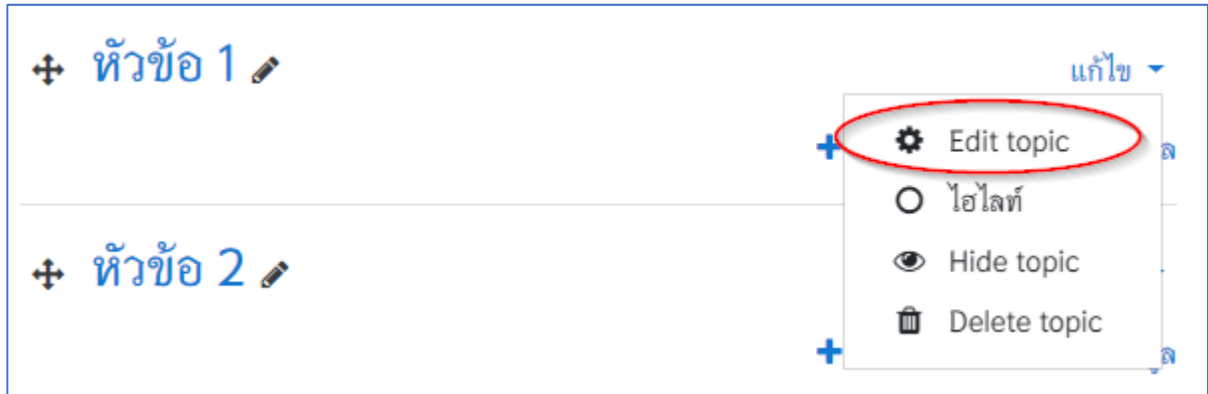 หัวข้อ 1
แก้ไข
Edit topic
ไฮไลท์
หัวข้อ 2
Hide topic
Delete topic